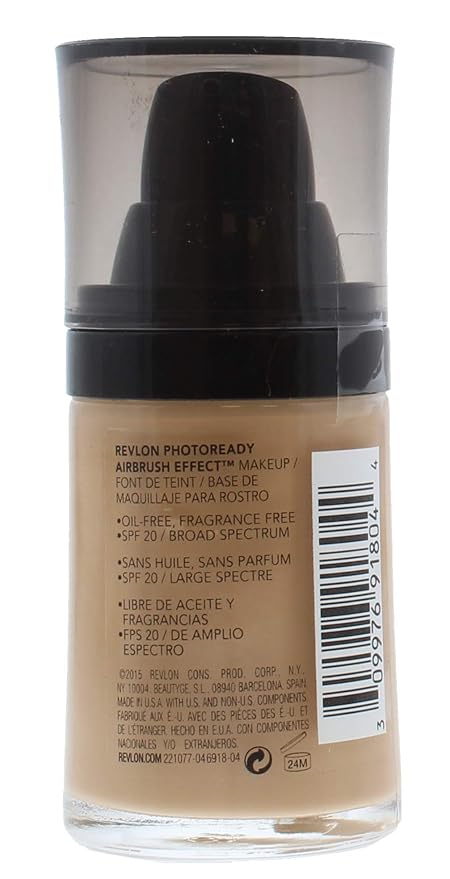 REVLON PHOTOREADY
AIRBRUSH EFFECT™ MAKEUP /
FONT DE TEINT / BASE DE
MAQUILLAJE PARA ROSTRO
•OIL-FREE, FRAGRANCE FREE
•SPF 20 / BROAD SPECTRUM
•SANS HUILE, SANS PARFUM
•SPF 20 / LARGE SPECTRE
•LIBRE DE ACEITE Y
FRAGRANCIAS
•FPS 20 / DE AMPLIO
ESPECTRO
©2015 REVLON CONS. PROD. CORP. N.Y.,
NY 10004. BEAUTYGE, S.L., 08940 BARCELONA, SPAIN.
MADE IN U.S.A. WITH U.S. AND NON-U.S. COMPONENTS.
FABRIQUÉ AUX É.-U. AVEC DES PIÈCES DES É.-U. ET
DE L'ÉTRANGER. HECHO EN E.U.A. CON COMPONENTES
NACIONALES Y/O EXTRANJEROS.
REVLON.COM 221077-046918-04
24M
3 09976 91804 4